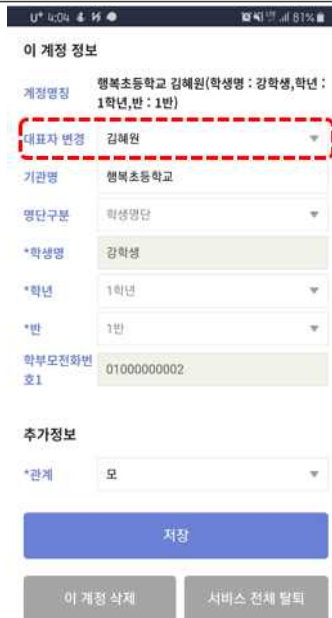 U⁺ 4:04
81%
이 계정 정보
계정명칭
행복초등학교 김혜원(학생명 : 강학생,학년 :
1학년,반 : 1반)
대표자 변경 김혜원
기관명 행복초등학교
명단구분 학생명단
*학생명 강학생
*학년 1학년
*반 1반
학부모전화번
호1
01000000002
추가정보
*관계 모
저장
이 계정 삭제 서비스 전체 탈퇴